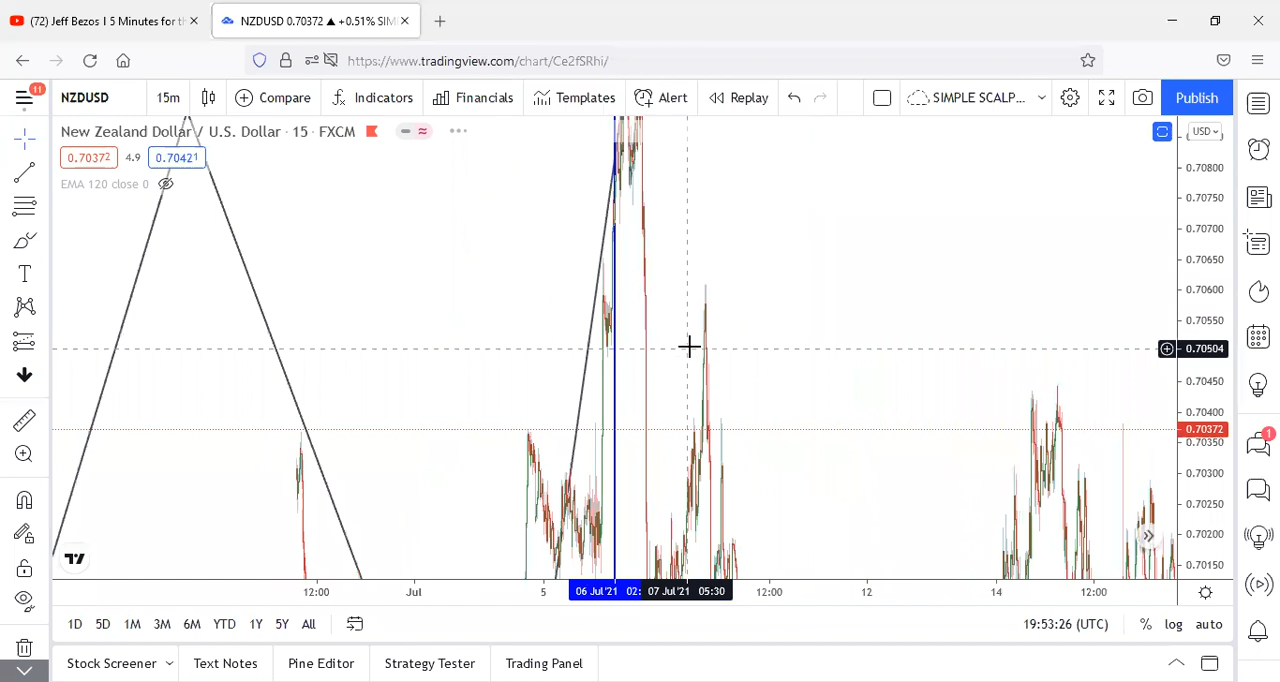 (72) Jeff Bezos I 5 Minutes for th
NZDUSD 0.70372 ▲ +0.51% SIM
https://www.tradingview.com/chart/Ce2fSRhi/
11
NZDUSD
15m
Compare
Indicators
Financials
Templates
Alert
Replay
SIMPLE SCALP...
Publish
New Zealand Dollar / U.S. Dollar · 15 · FXCM
USD
0.70372
4.9
0.70421
EMA 120 close 0
0.70800
0.70750
0.70700
0.70650
0.70600
0.70550
0.70504
0.70450
0.70400
0.70372
0.70350
0.70300
0.70250
0.70200
0.70150
1
12:00
Jul
5
06 Jul'21 02:
07 Jul'21 05:30
12:00
12
14
12:00
1D
5D
1M
3M
6M
YTD
1Y
5Y
All
19:53:26 (UTC)
%
log
auto
Stock Screener
Text Notes
Pine Editor
Strategy Tester
Trading Panel